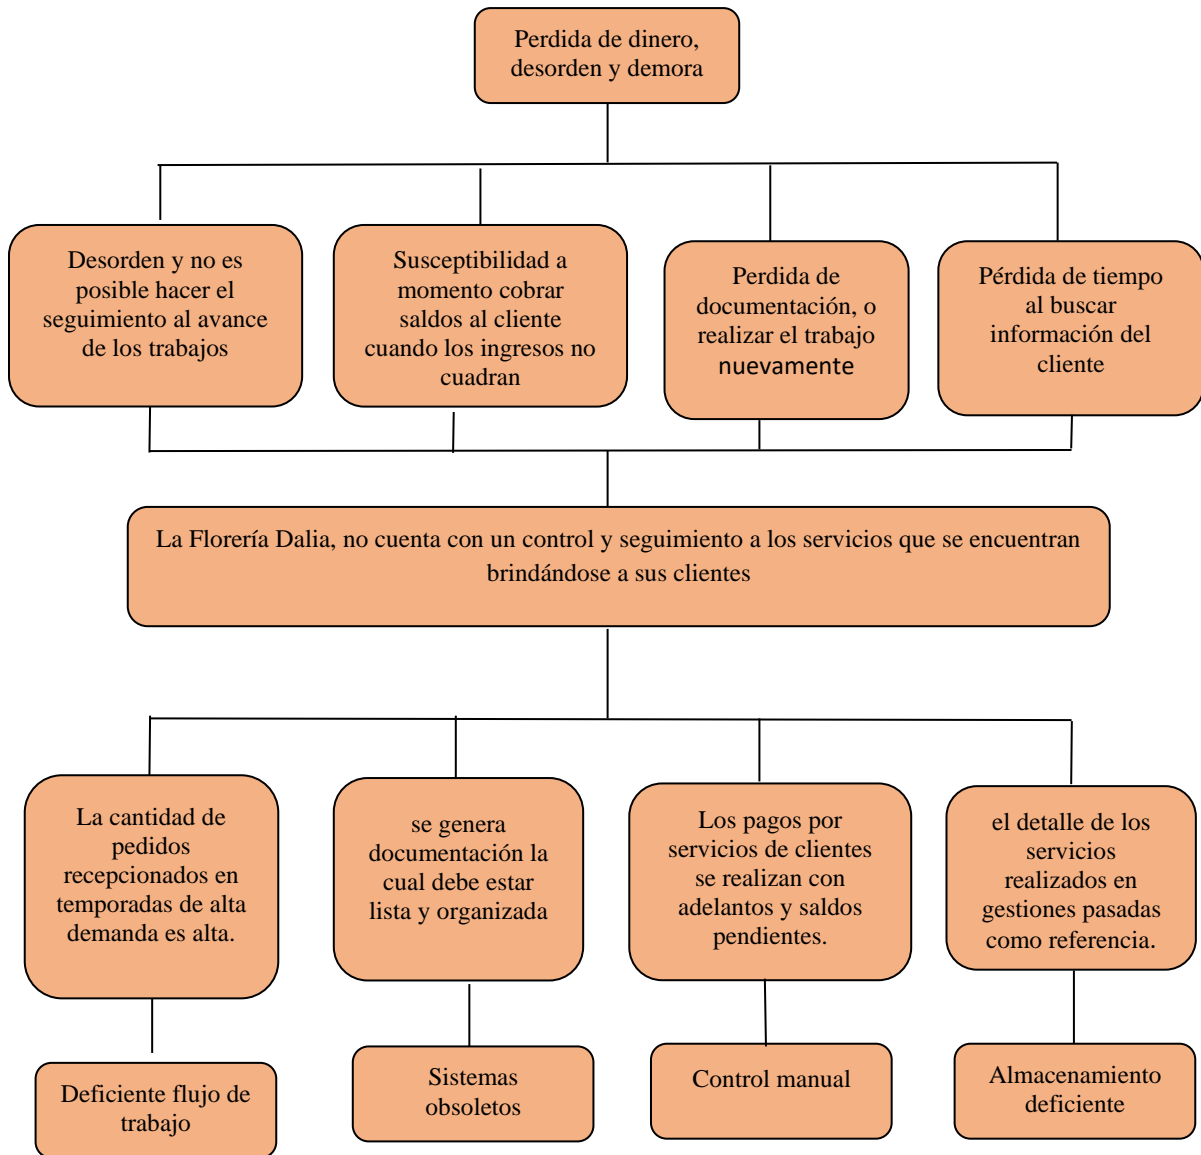 Perdida de dinero,
desorden y demora
Desorden y no es
posible hacer el
seguimiento al avance
de los trabajos
Susceptibilidad a
momento cobrar
saldos al cliente
cuando los ingresos no
cuadran
Perdida de
documentación, o
realizar el trabajo
nuevamente
Pérdida de tiempo
al buscar
información del
cliente
La Florería Dalia, no cuenta con un control y seguimiento a los servicios que se encuentran
brindándose a sus clientes
La cantidad de
pedidos
recepcionados en
temporadas de alta
demanda es alta.
se genera
documentación la
cual debe estar
lista y organizada
Los pagos por
servicios de clientes
se realizan con
adelantos y saldos
pendientes.
el detalle de los
servicios
realizados en
gestiones pasadas
como referencia.
Deficiente flujo de
trabajo
Sistemas
obsoletos
Control manual
Almacenamiento
deficiente